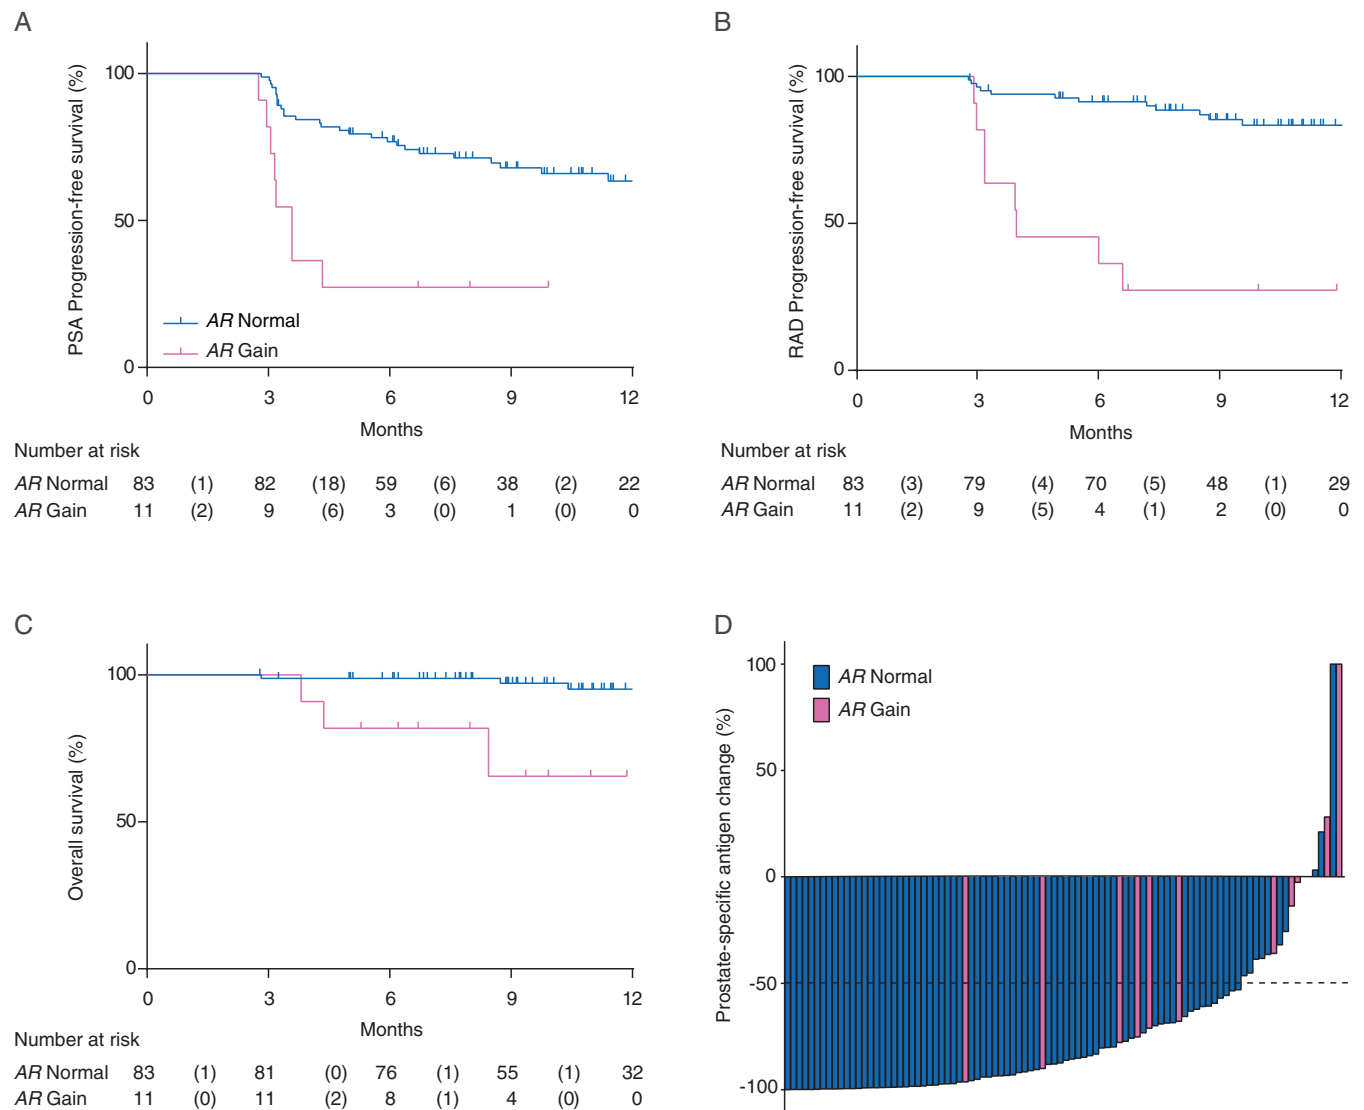 A
PSA Progression-free survival (%)
100
50
0
AR Normal
AR Gain
0 3 6 9 12
Months
Number at risk
AR Normal 83 (1) 82 (18) 59 (6) 38 (2) 22
AR Gain 11 (2) 9 (6) 3 (0) 1 (0) 0
B
RAD Progression-free survival (%)
100
50
0
0 3 6 9 12
Months
Number at risk
AR Normal 83 (3) 79 (4) 70 (5) 48 (1) 29
AR Gain 11 (2) 9 (5) 4 (1) 2 (0) 0
C
Overall survival (%)
100
50
0
0 3 6 9 12
Months
Number at risk
AR Normal 83 (1) 81 (0) 76 (1) 55 (1) 32
AR Gain 11 (0) 11 (2) 8 (1) 4 (0) 0
D
Prostate-specific antigen change (%)
100
50
0
-50
-100
AR Normal
AR Gain